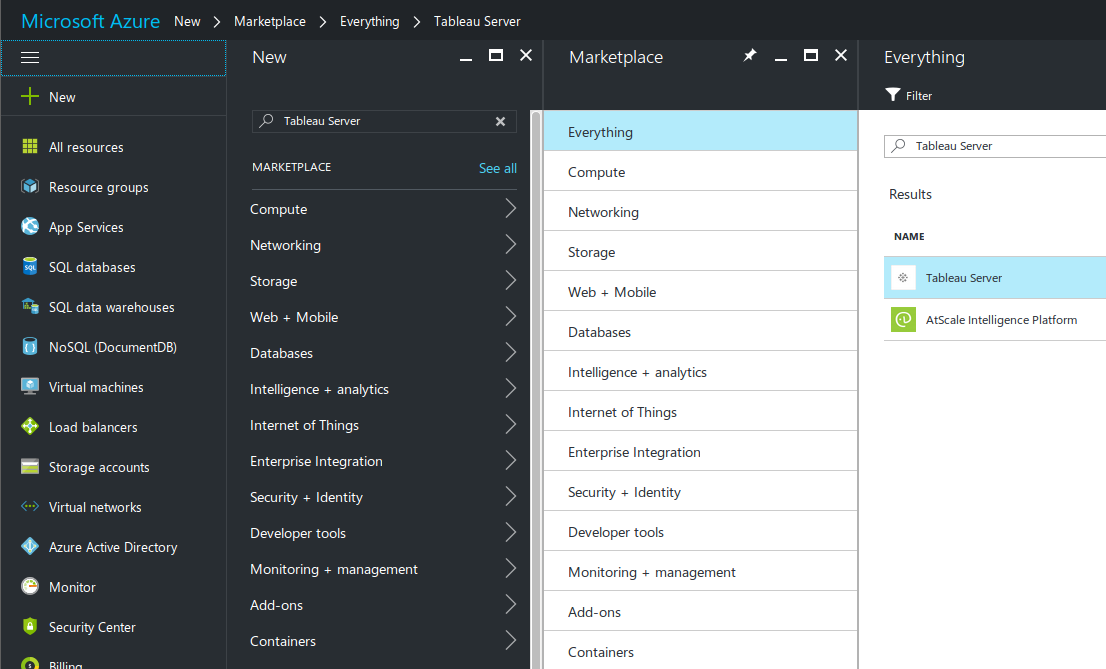 Microsoft Azure New > Marketplace > Everything > Tableau Server
New
All resources
Resource groups
App Services
SQL databases
SQL data warehouses
NoSQL (DocumentDB)
Virtual machines
Load balancers
Storage accounts
Virtual networks
Azure Active Directory
Monitor
Security Center
Billing
New
Tableau Server
MARKETPLACE See all
Compute
Networking
Storage
Web + Mobile
Databases
Intelligence + analytics
Internet of Things
Enterprise Integration
Security + Identity
Developer tools
Monitoring + management
Add-ons
Containers
Marketplace
Everything
Compute
Networking
Storage
Web + Mobile
Databases
Intelligence + analytics
Internet of Things
Enterprise Integration
Security + Identity
Developer tools
Monitoring + management
Add-ons
Containers
Everything
Filter
Tableau Server
Results
NAME
Tableau Server
AtScale Intelligence Platform